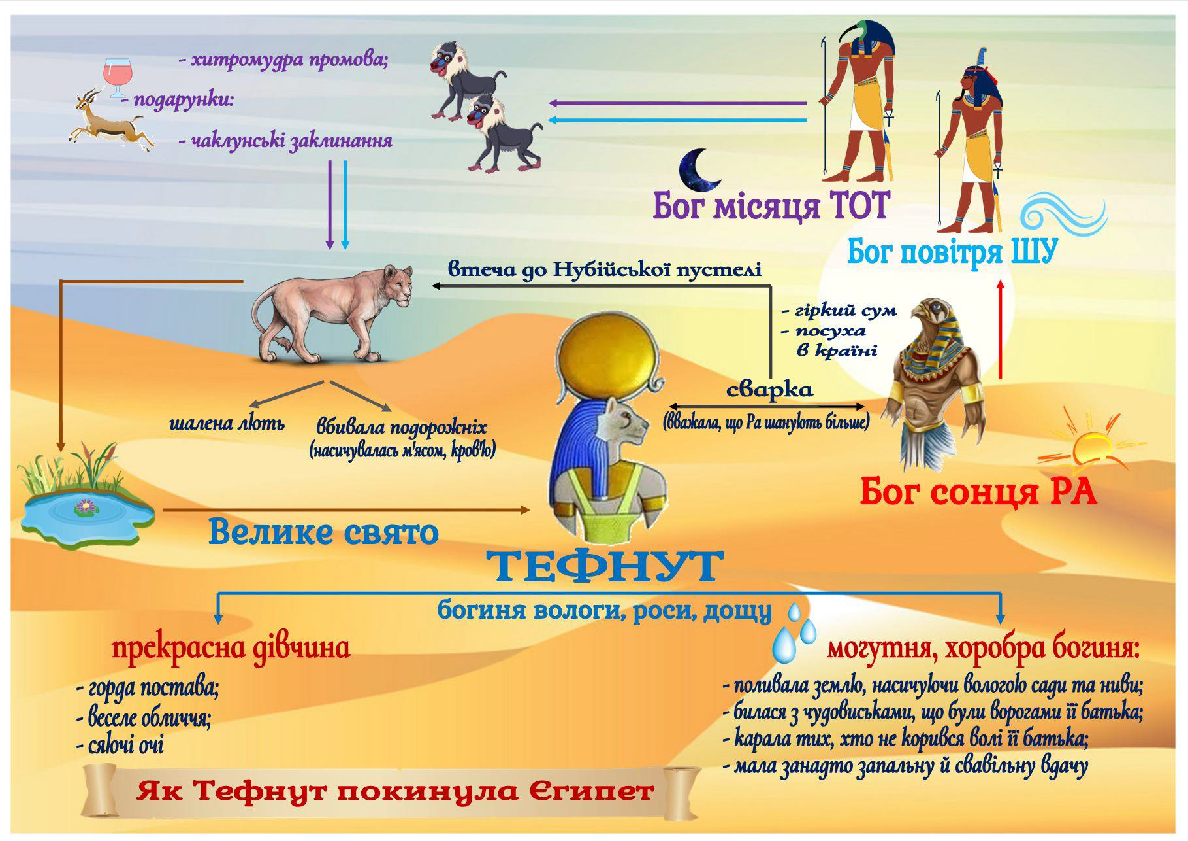 - хитромудра промова;
- подарунки:
- чаклунські заклинання
Бог місяця ТОТ
Бог повітря ШУ
втеча до Нубійської пустелі
- гіркий сум
- посуха
в країні
сварка
(вважала, що Ра шанують більше)
шалена лють
вбивала подорожніх
(насичувалась м'ясом, кров'ю)
Бог сонця РА
Велике свято
ТЕФНУТ
богиня вологи, роси, дощу
прекрасна дівчина
- горда постава;
- веселе обличчя;
- сяючі очі
могутня, хоробра богиня:
- поливала землю, насичуючи вологою сади та ниви;
- билася з чудовиськами, що були ворогами її батька;
- карала тих, хто не корився волі її батька;
- мала занадто запальну й свавільну вдачу
Як Тефнут покинула Єгипет